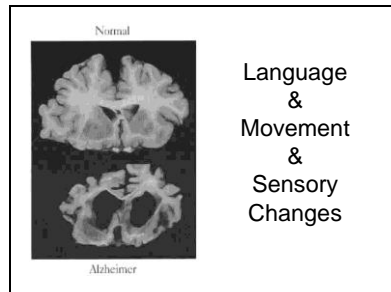 Normal
Alzheimer
Language
&
Movement
&
Sensory
Changes